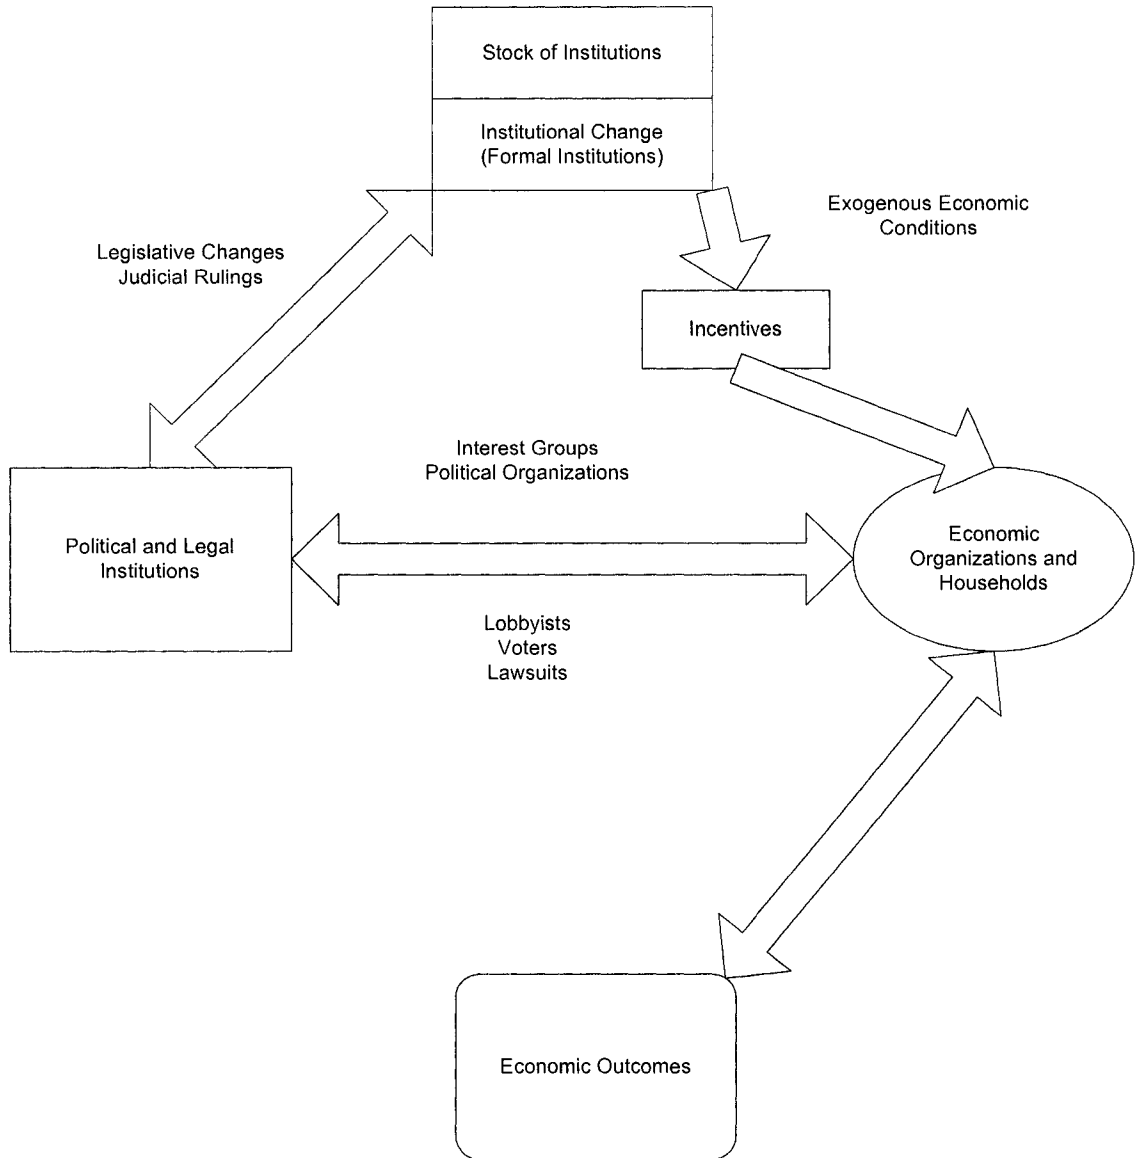 Stock of Institutions
Institutional Change
(Formal Institutions)
Exogenous Economic
Conditions
Legislative Changes
Judicial Rulings
Incentives
Interest Groups
Political Organizations
Political and Legal
Institutions
Economic
Organizations and
Households
Lobbyists
Voters
Lawsuits
Economic Outcomes